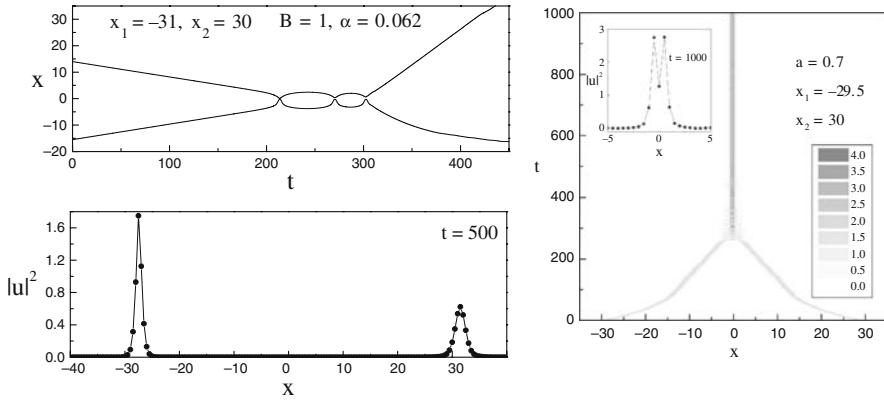 x₁ = −31, x₂ = 30 B = 1, α = 0.062
30
20
x
10
0
−10
−20
0 100 200 300 400
t
1.6
t = 500
1.2
|u|²
0.8
0.4
0.0
−40 −30 −20 −10 0 10 20 30
x
1000
3
|u|²
2
t = 1000
1
0
−5 0 5
x
a = 0.7
x₁ = −29.5
x₂ = 30
800
600
t
400
200
0
4.0
3.5
3.0
2.5
2.0
1.5
1.0
0.5
0.0
−30 −20 −10 0 10 20 30
x